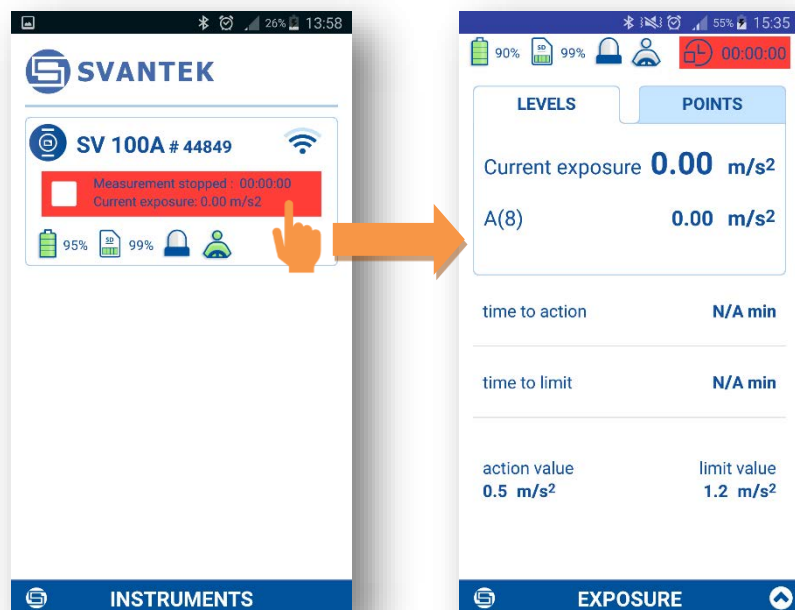 26% 13:58
SVANTEK
SV 100A # 44849
Measurement stopped : 00:00:00
Current exposure: 0.00 m/s2
95% SD 99%
INSTRUMENTS
55% 15:35
90% SD 99% 00:00:00
LEVELS POINTS
Current exposure 0.00 m/s²
A(8) 0.00 m/s²
time to action N/A min
time to limit N/A min
action value limit value
0.5 m/s² 1.2 m/s²
EXPOSURE